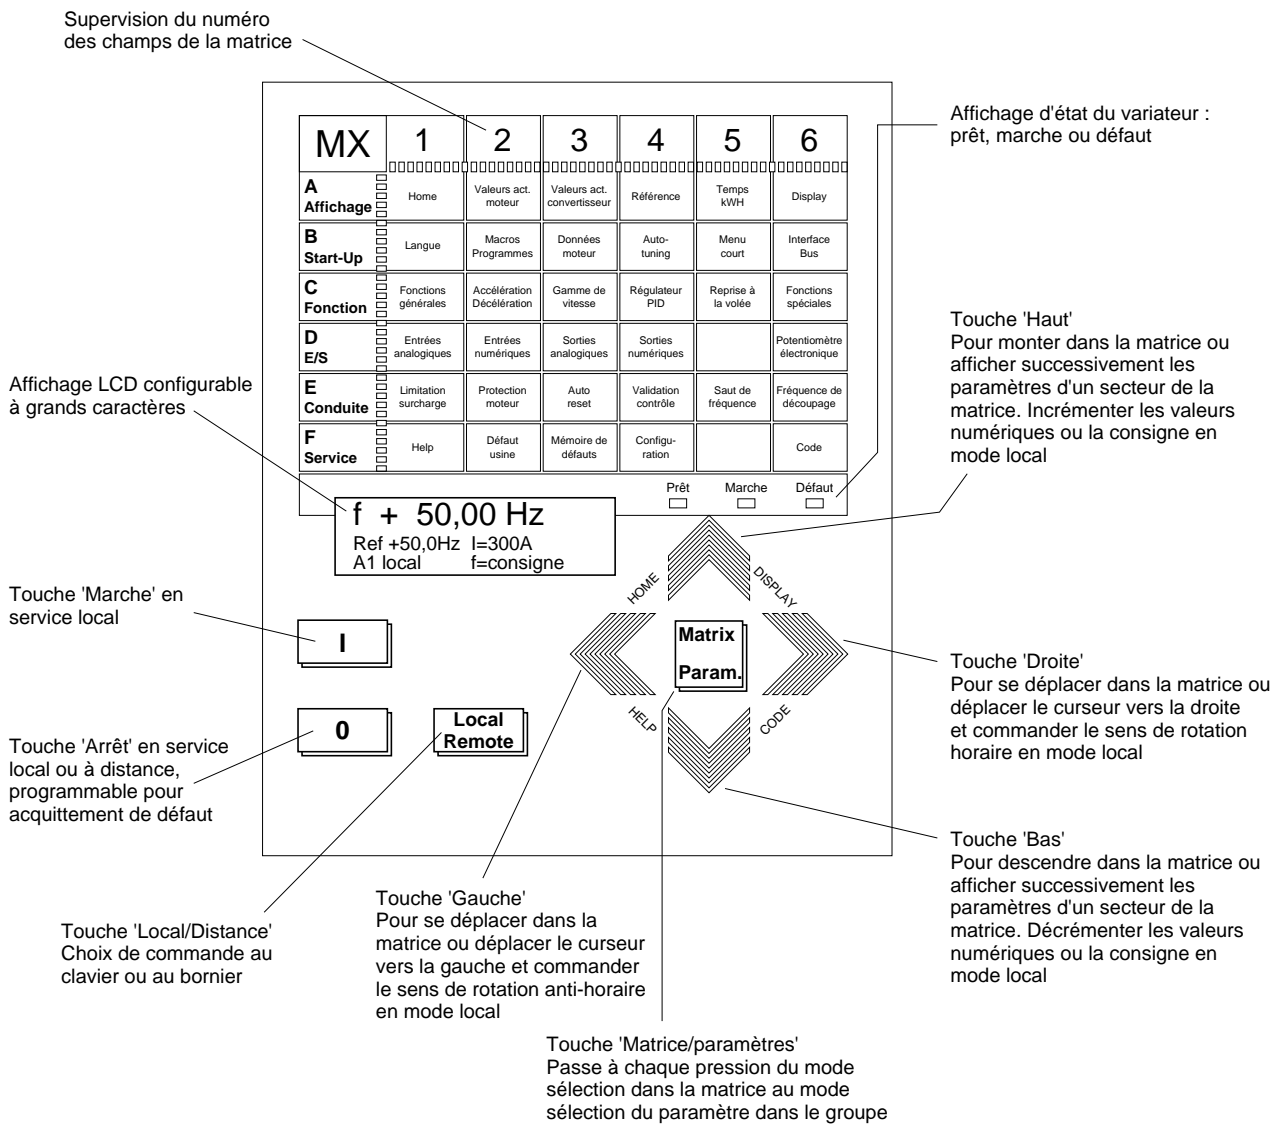 Supervision du numéro
des champs de la matrice
Affichage d'état du variateur :
prêt, marche ou défaut
MX 1 2 3 4 5 6
A
Affichage
Home
Valeurs act.
moteur
Valeurs act.
convertisseur
Référence
Temps
kWH
Display
B
Start-Up
Langue
Macros
Programmes
Données
moteur
Auto-
tuning
Menu
court
Interface
Bus
C
Fonction
Fonctions
générales
Accélération
Décélération
Gamme de
vitesse
Régulateur
PID
Reprise à
la volée
Fonctions
spéciales
D
E/S
Entrées
analogiques
Entrées
numériques
Sorties
analogiques
Sorties
numériques
Potentiomètre
électronique
E
Conduite
Limitation
surcharge
Protection
moteur
Auto
reset
Validation
contrôle
Saut de
fréquence
Fréquence de
découpage
F
Service
Help
Défaut
usine
Mémoire de
défauts
Configu-
ration
Code
Prêt Marche Défaut
f + 50,00 Hz
Ref +50,0Hz I=300A
A1 local f=consigne
Affichage LCD configurable
à grands caractères
Touche 'Haut'
Pour monter dans la matrice ou
afficher successivement les
paramètres d'un secteur de la
matrice. Incrémenter les valeurs
numériques ou la consigne en
mode local
HOME
DISPLAY
Matrix
Param.
HELP
CODE
Touche 'Marche' en
service local
I
Touche 'Droite'
Pour se déplacer dans la matrice ou
déplacer le curseur vers la droite
et commander le sens de rotation
horaire en mode local
0
Local
Remote
Touche 'Arrêt' en service
local ou à distance,
programmable pour
acquittement de défaut
Touche 'Bas'
Pour descendre dans la matrice ou
afficher successivement les
paramètres d'un secteur de la
matrice. Décrémenter les valeurs
numériques ou la consigne en
mode local
Touche 'Gauche'
Pour se déplacer dans la
matrice ou déplacer le curseur
vers la gauche et commander
le sens de rotation anti-horaire
en mode local
Touche 'Local/Distance'
Choix de commande au
clavier ou au bornier
Touche 'Matrice/paramètres'
Passe à chaque pression du mode
sélection dans la matrice au mode
sélection du paramètre dans le groupe